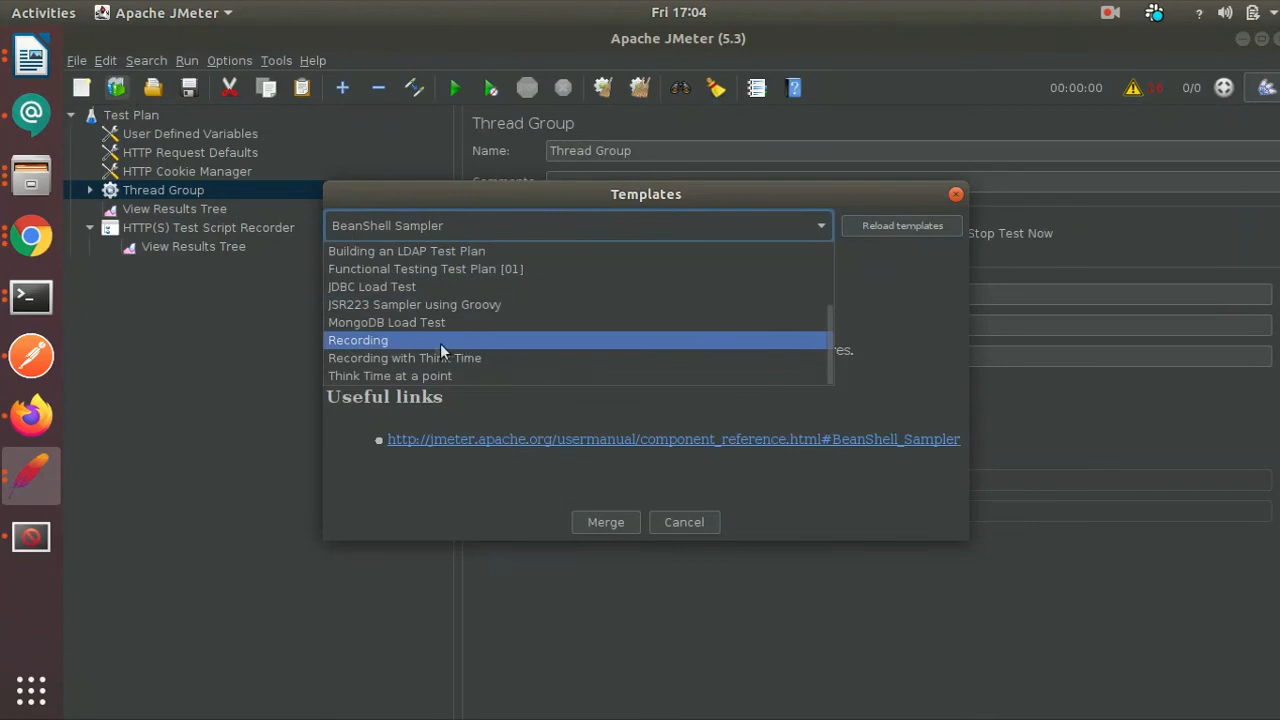 Activities Apache JMeter Fri 17:04
Apache JMeter (5.3)
File Edit Search Run Options Tools Help
00:00:00 16 0/0
Test Plan
User Defined Variables
HTTP Request Defaults
HTTP Cookie Manager
Thread Group
View Results Tree
HTTP(S) Test Script Recorder
View Results Tree
Thread Group
Name: Thread Group
Templates
BeanShell Sampler
Reload templates
Stop Test Now
Building an LDAP Test Plan
Functional Testing Test Plan [01]
JDBC Load Test
JSR223 Sampler using Groovy
MongoDB Load Test
Recording
Recording with Think Time
Think Time at a point
Useful links
http://jmeter.apache.org/usermanual/component_reference.html#BeanShell_Sampler
Merge Cancel